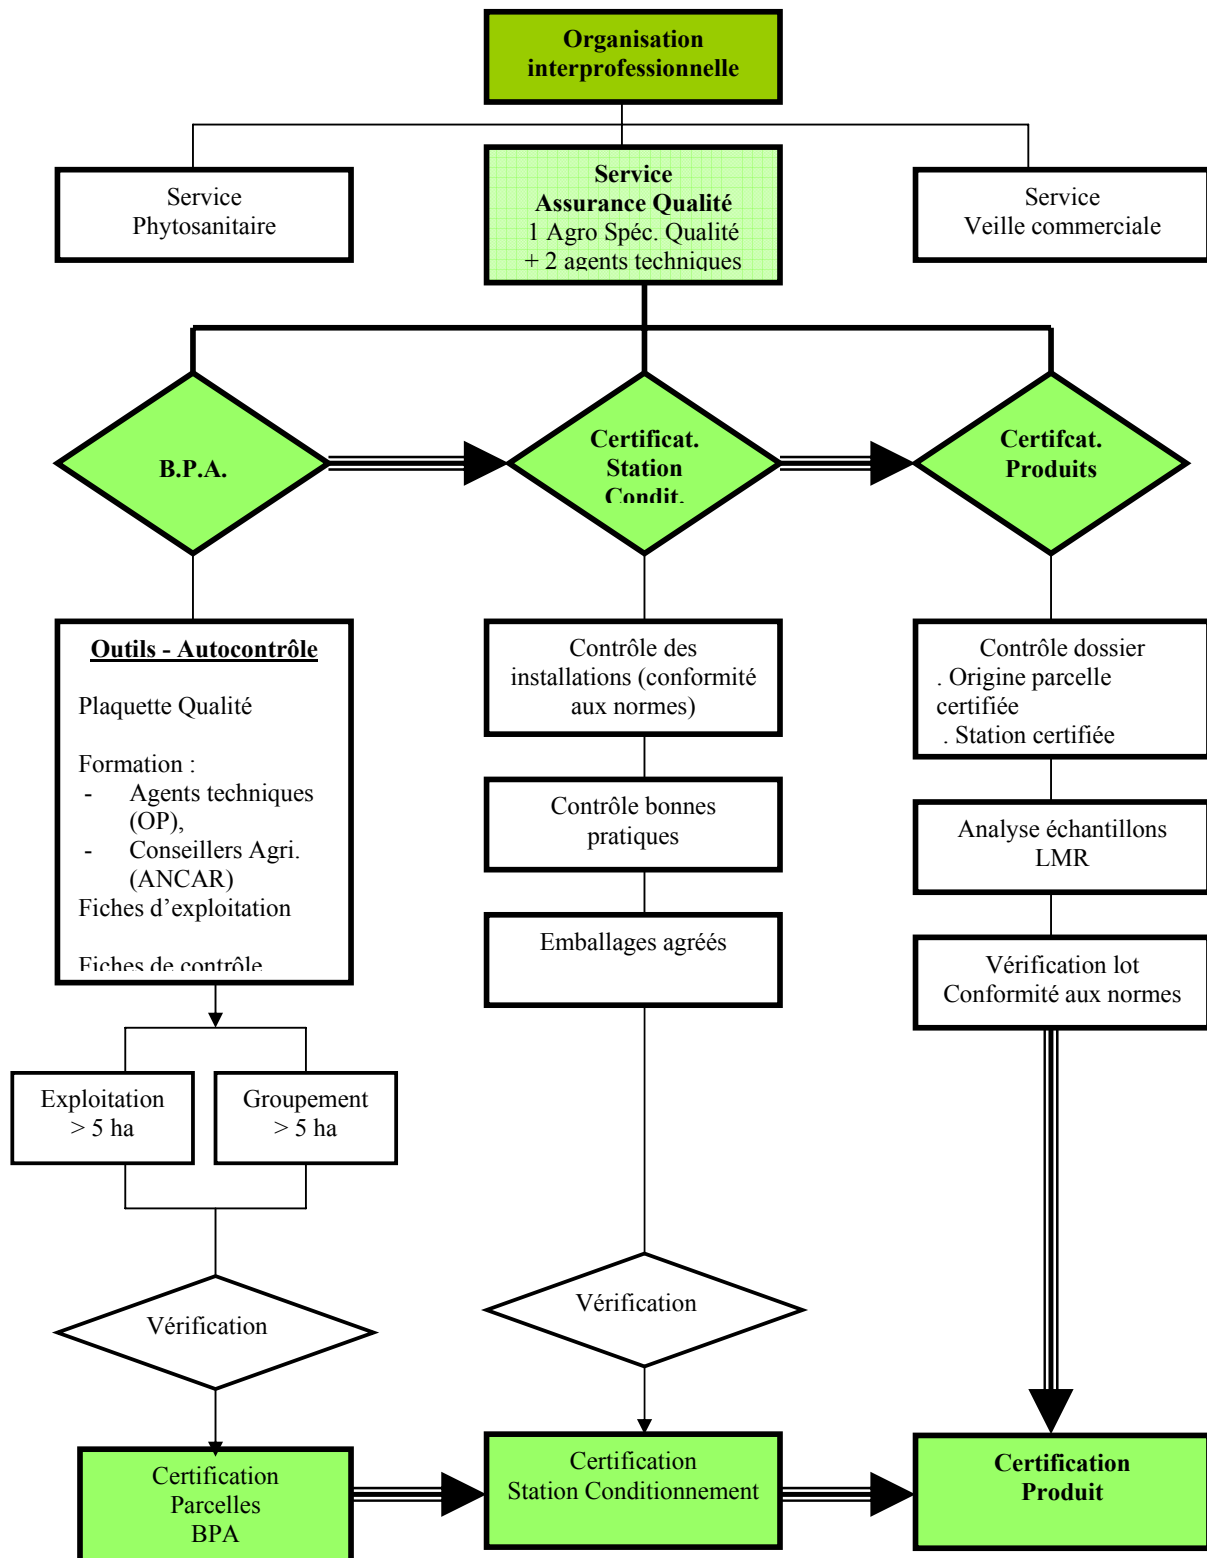 Organisation
interprofessionnelle
Service
Phytosanitaire
Service
Assurance Qualité
1 Agro Spéc. Qualité
+ 2 agents techniques
Service
Veille commerciale
B.P.A.
Certificat.
Station
Condit.
Certifcat.
Produits
Outils - Autocontrôle
Plaquette Qualité
Formation :
- Agents techniques
(OP),
- Conseillers Agri.
(ANCAR)
Fiches d’exploitation
Fiches de contrôle
Contrôle des
installations (conformité
aux normes)
Contrôle bonnes
pratiques
Emballages agréés
Contrôle dossier
. Origine parcelle
certifiée
. Station certifiée
Analyse échantillons
LMR
Vérification lot
Conformité aux normes
Exploitation
> 5 ha
Groupement
> 5 ha
Vérification
Vérification
Certification
Parcelles
BPA
Certification
Station Conditionnement
Certification
Produit